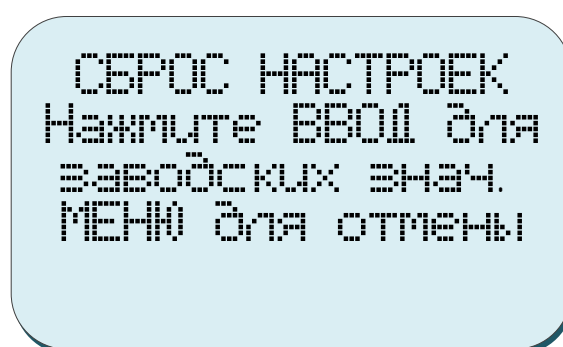 СБРОС НАСТРОЕК
Нажмите ВВОД для
заводских знач.
МЕНЮ для отмены